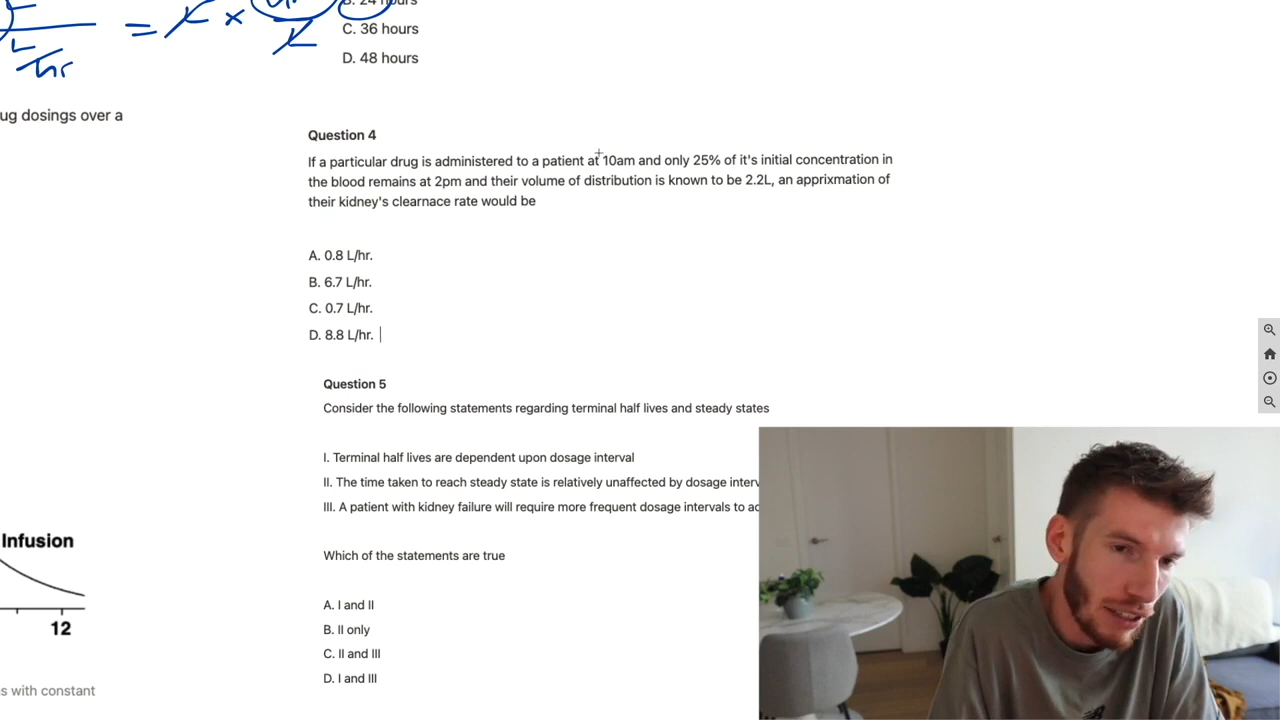 = L × hr/L
L/hr
B. 24 hours
C. 36 hours
D. 48 hours
ug dosings over a
Question 4
If a particular drug is administered to a patient at 10am and only 25% of it's initial concentration in
the blood remains at 2pm and their volume of distribution is known to be 2.2L, an apprixmation of
their kidney's clearnace rate would be
A. 0.8 L/hr.
B. 6.7 L/hr.
C. 0.7 L/hr.
D. 8.8 L/hr.
Question 5
Consider the following statements regarding terminal half lives and steady states
I. Terminal half lives are dependent upon dosage interval
II. The time taken to reach steady state is relatively unaffected by dosage interv
III. A patient with kidney failure will require more frequent dosage intervals to ac
Which of the statements are true
A. I and II
B. II only
C. II and III
D. I and III
Infusion
12
s with constant